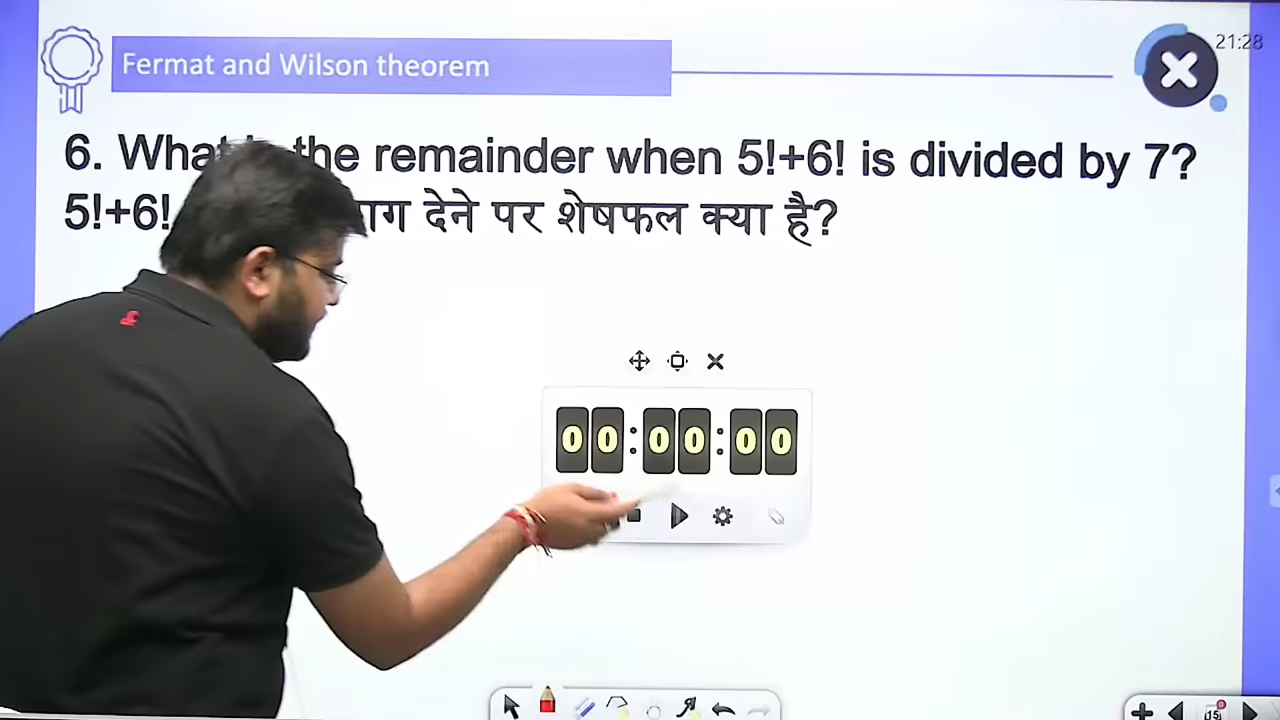 Fermat and Wilson theorem
21:28
6. What the remainder when 5!+6! is divided by 7?
5!+6! देने पर शेषफल क्या है?
00:00:00